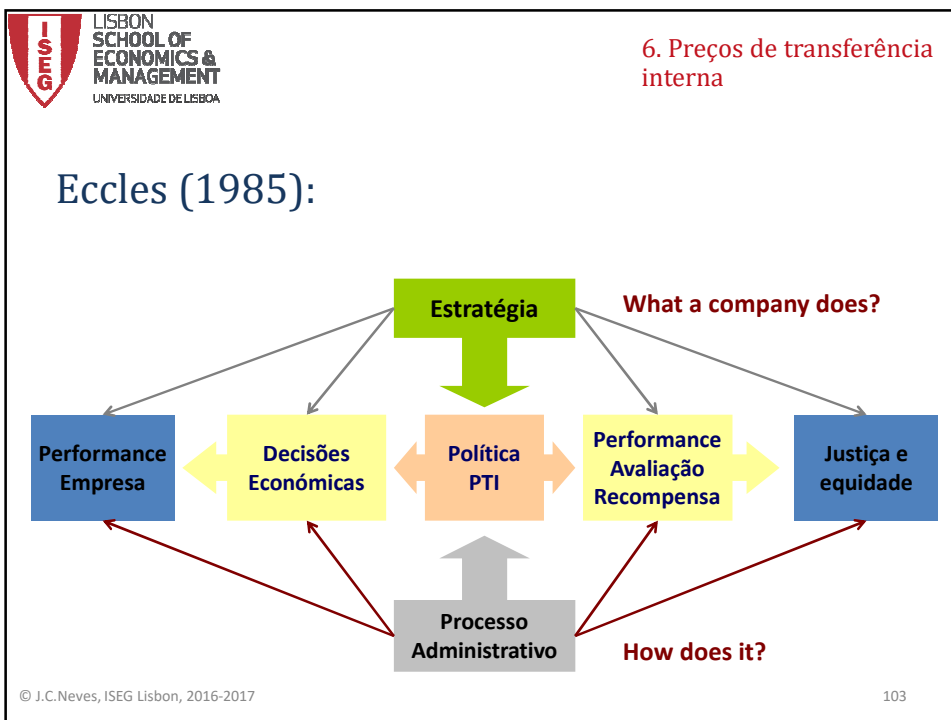 ISEG
LISBON
SCHOOL OF
ECONOMICS &
MANAGEMENT
UNIVERSIDADE DE LISBOA
6. Preços de transferência
interna
Eccles (1985):
Estratégia
What a company does?
Performance
Empresa
Decisões
Económicas
Política
PTI
Performance
Avaliação
Recompensa
Justiça e
equidade
Processo
Administrativo
How does it?
© J.C.Neves, ISEG Lisbon, 2016-2017
103